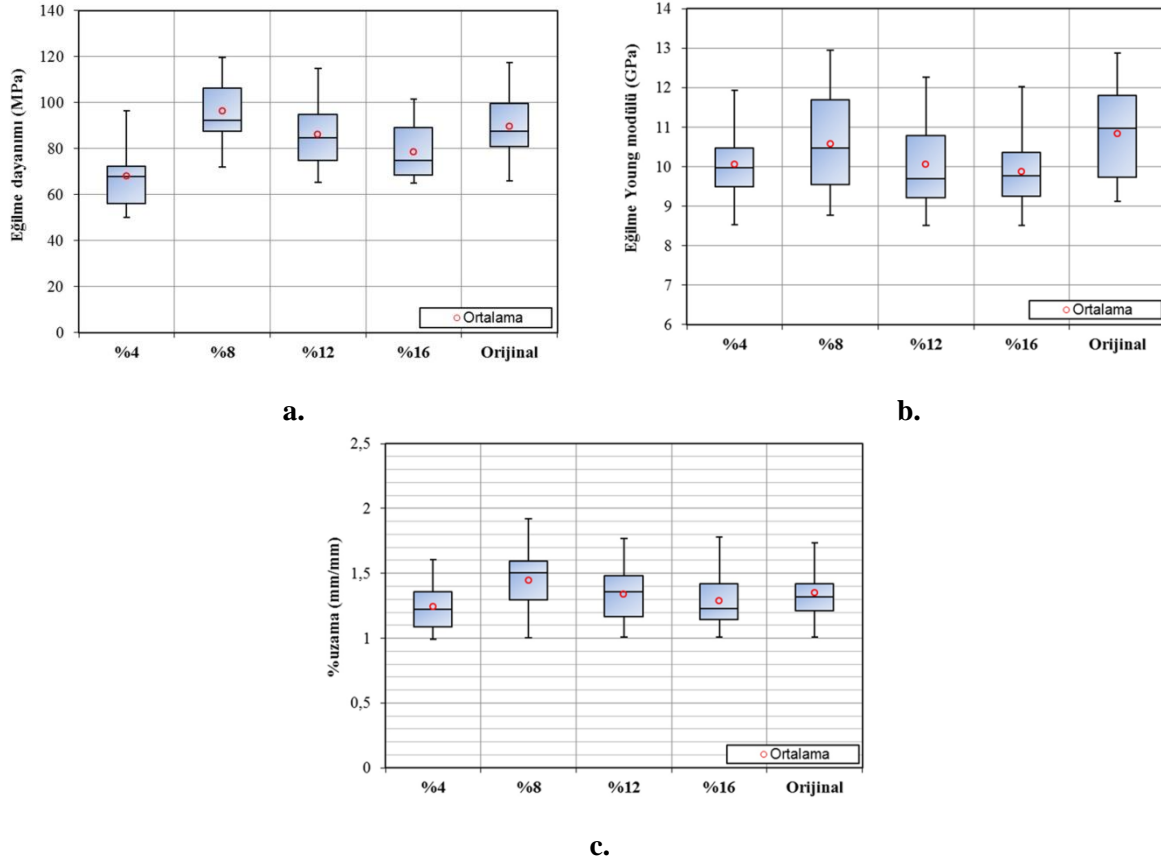 Eğilme dayanımı (MPa)
140
120
100
80
60
40
20
0
%4 %8 %12 %16 Orijinal
Ortalama
a.
Eğilme Young modülü (GPa)
14
13
12
11
10
9
8
7
6
%4 %8 %12 %16 Orijinal
Ortalama
b.
%uzama (mm/mm)
2,5
2
1,5
1
0,5
0
%4 %8 %12 %16 Orijinal
Ortalama
c.